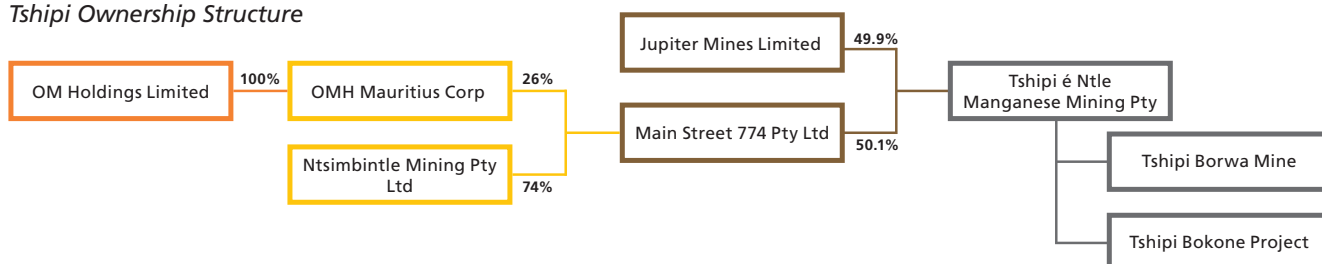 Tshipi Ownership Structure
Jupiter Mines Limited
49.9%
OM Holdings Limited
100%
OMH Mauritius Corp
26%
Tshipi é Ntle
Manganese Mining Pty
Main Street 774 Pty Ltd
50.1%
Ntsimbintle Mining Pty
Ltd
74%
Tshipi Borwa Mine
Tshipi Bokone Project